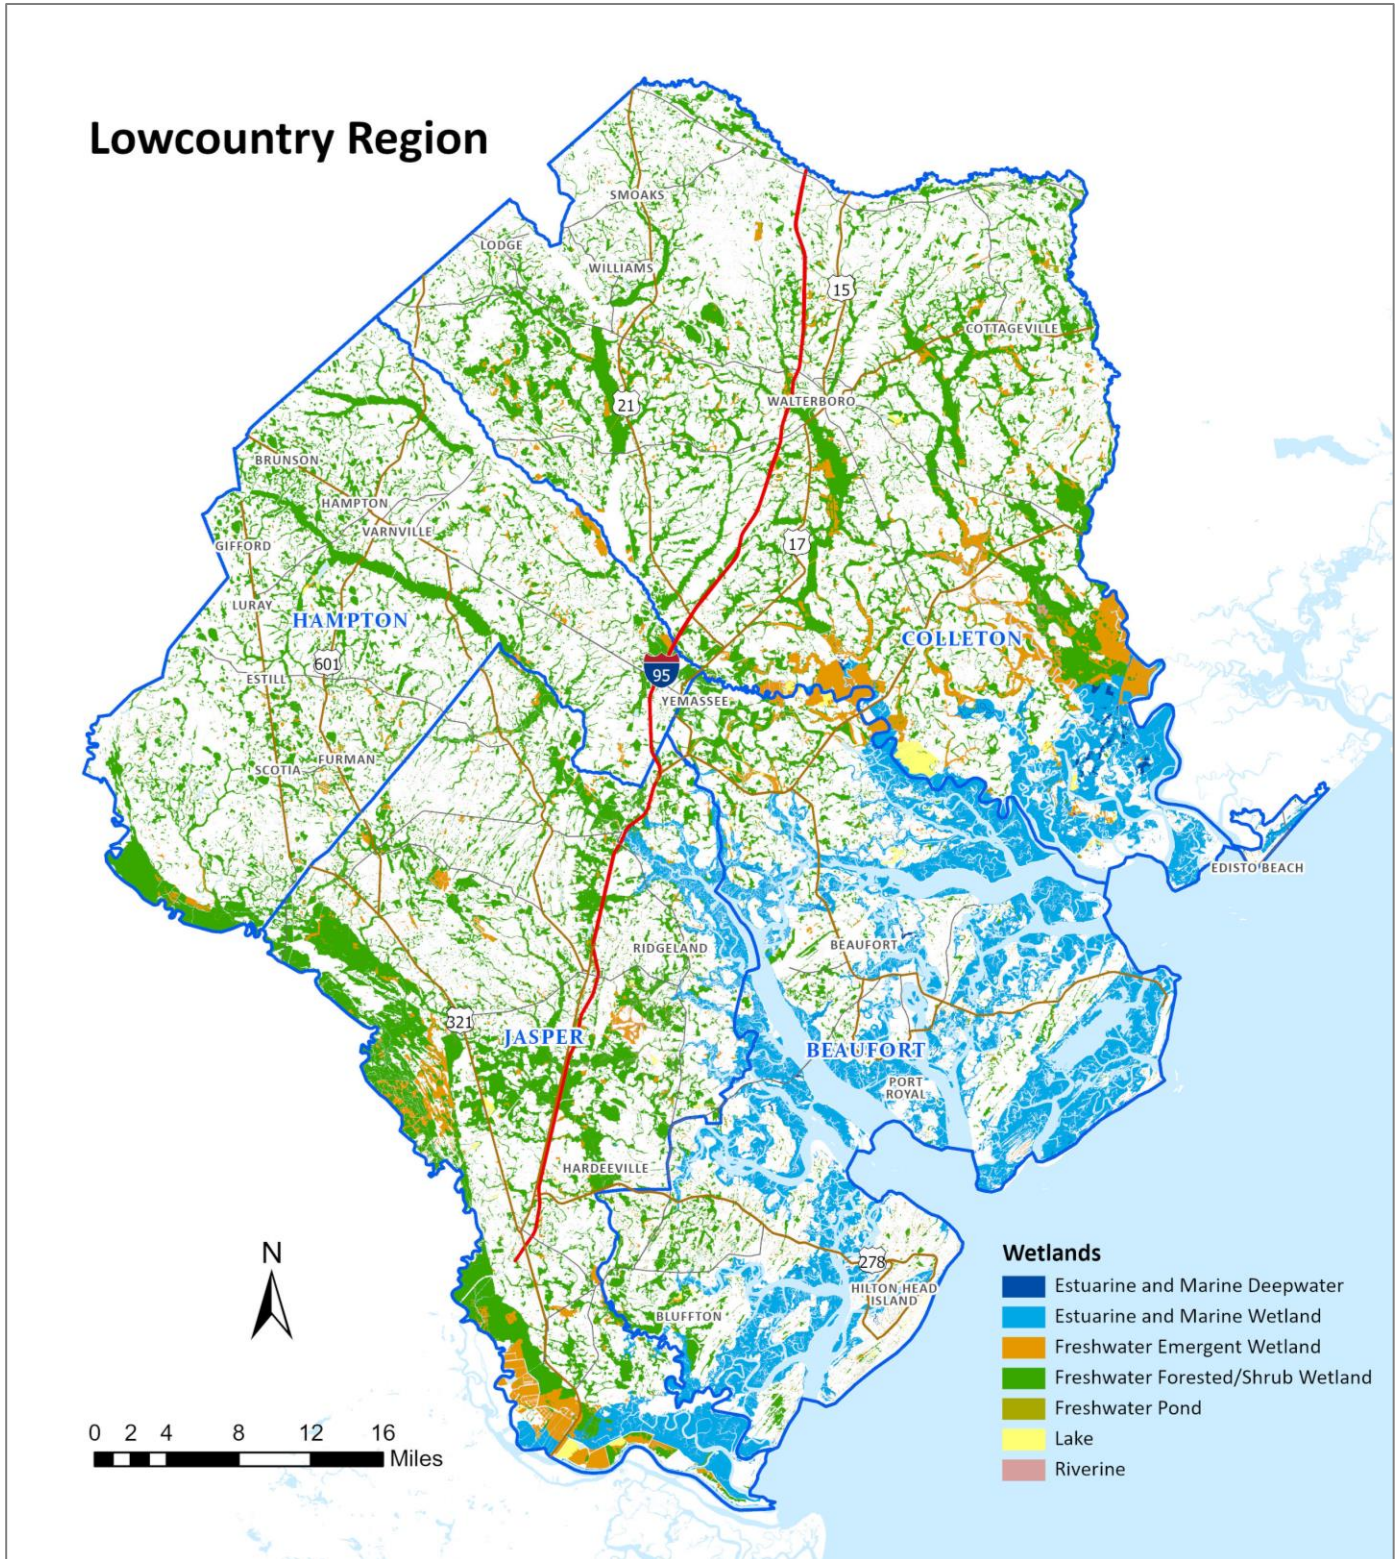 Lowcountry Region
SMOAKS
LODGE
WILLIAMS
15
COTTAGEVILLE
21
WALTERBORO
BRUNSON
HAMPTON
VARNVILLE
GIFFORD
17
LURAY
HAMPTON
COLLETON
601
ESTILL
95
YEMASSEE
SCOTIA
FURMAN
EDISTO BEACH
RIDGELAND
BEAUFORT
321
JASPER
BEAUFORT
PORT
ROYAL
HARDEEVILLE
278
HILTON HEAD
ISLAND
BLUFFTON
N
0 2 4 8 12 16
Miles
Wetlands
Estuarine and Marine Deepwater
Estuarine and Marine Wetland
Freshwater Emergent Wetland
Freshwater Forested/Shrub Wetland
Freshwater Pond
Lake
Riverine